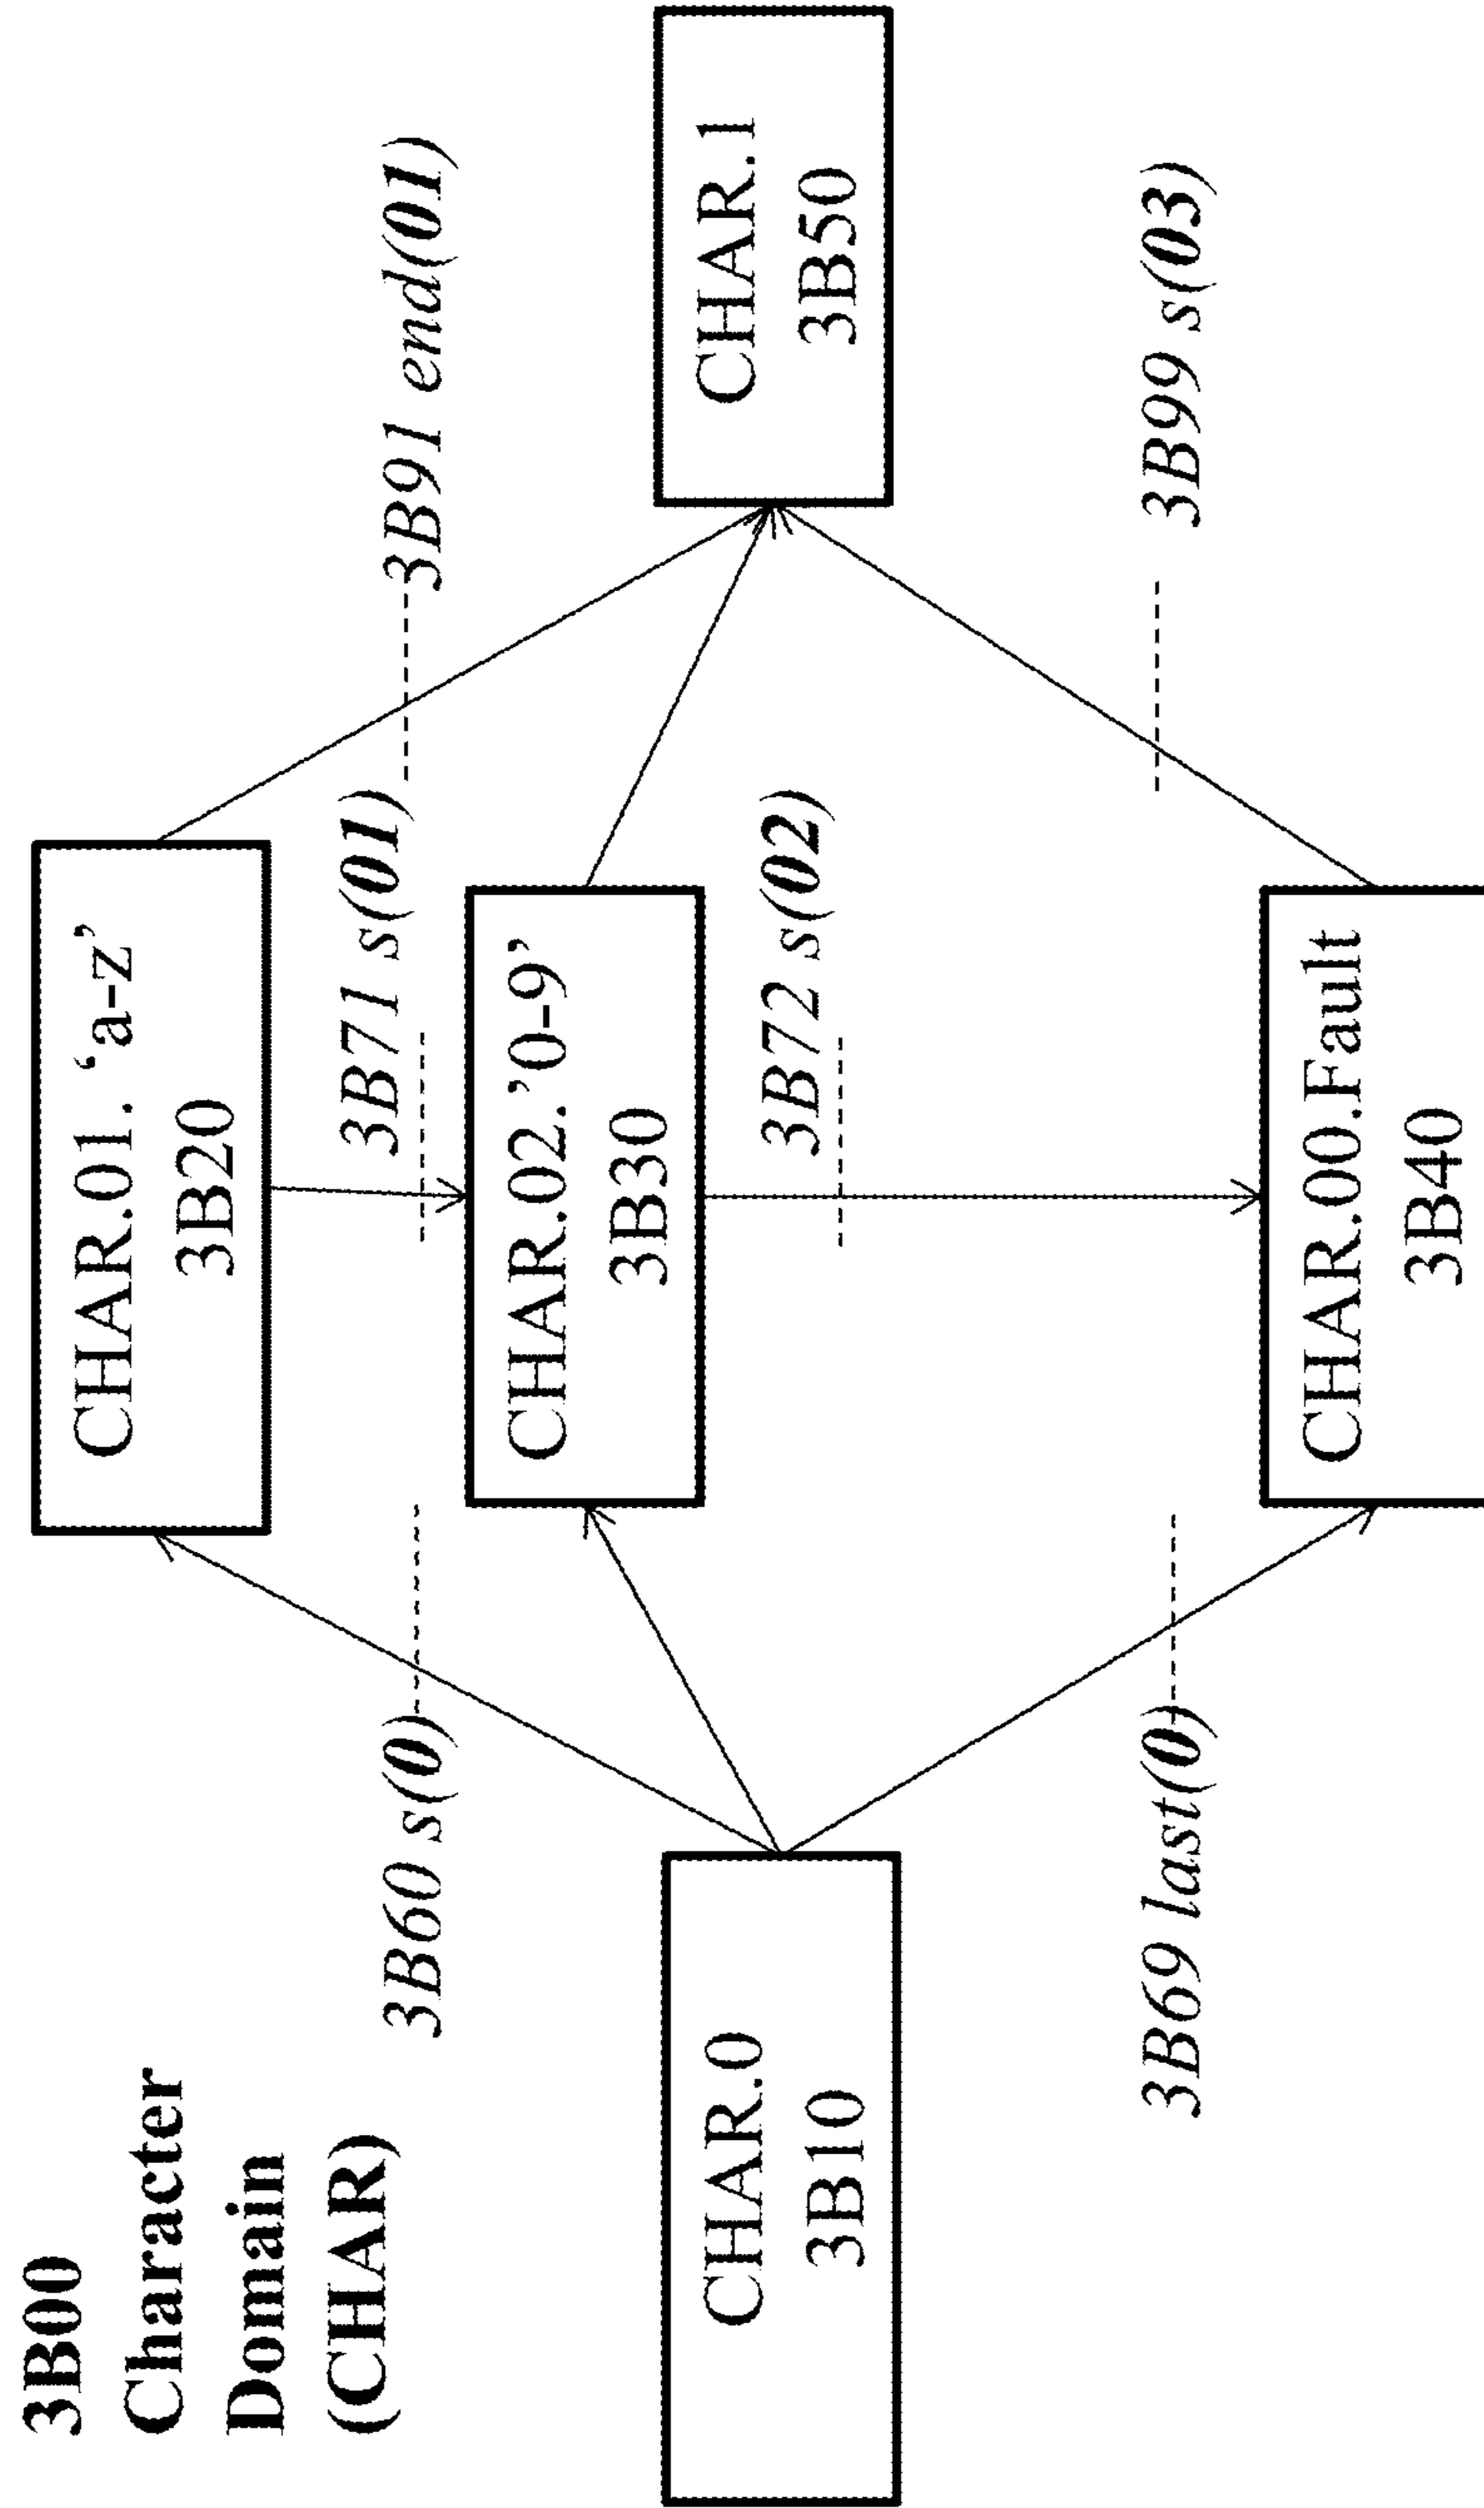 3B00
Character
Domain
(CHAR)
CHAR.01.‘a-z’
3B20
3B60 s(0)
3B71 s(01)
3B91 end(01)
CHAR.02.’0-9’
3B30
CHAR.0
3B10
3B72 s(02)
CHAR.1
3B50
3B69 last(0)
3B99 s(03)
CHAR.00.Fault
3B40